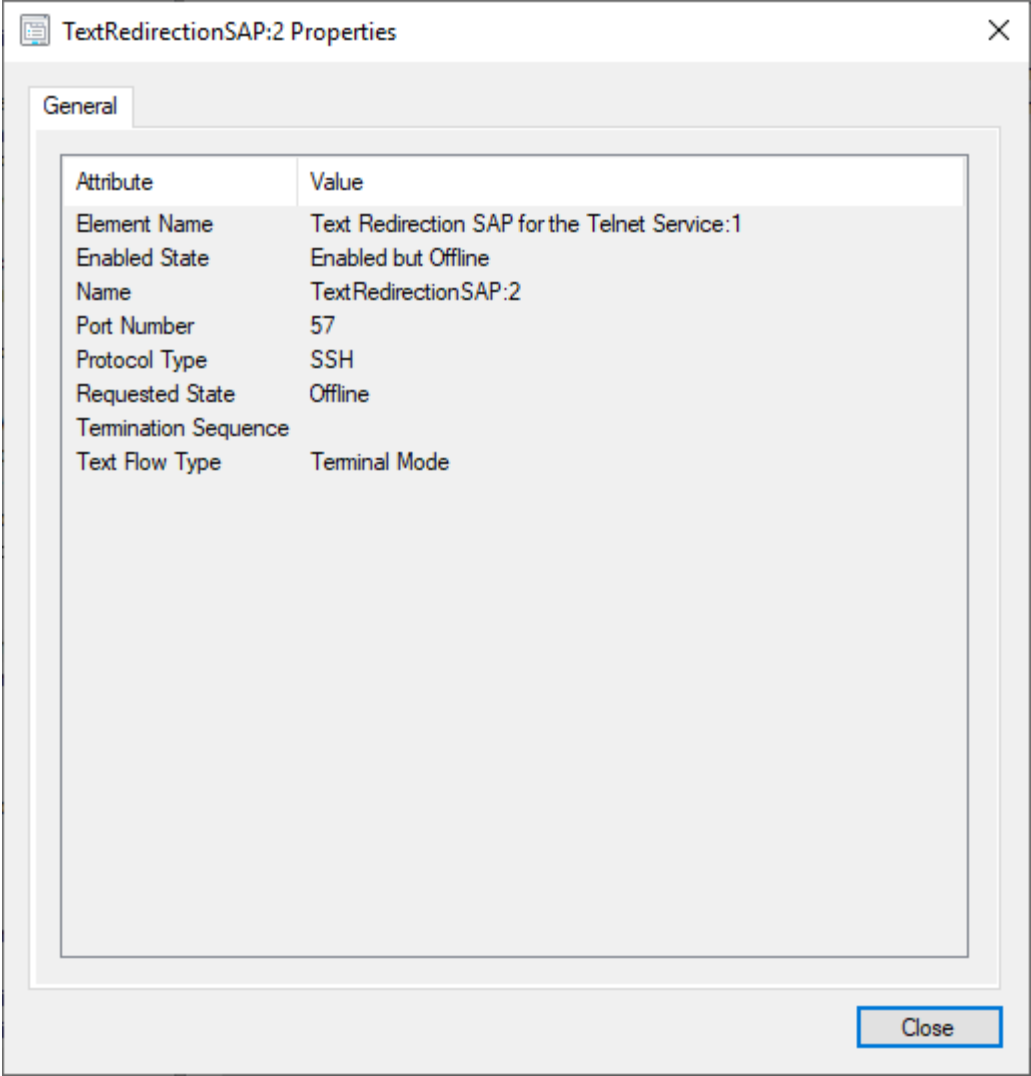 TextRedirectionSAP:2 Properties
General
Attribute Value
Element Name Text Redirection SAP for the Telnet Service:1
Enabled State Enabled but Offline
Name TextRedirectionSAP:2
Port Number 57
Protocol Type SSH
Requested State Offline
Termination Sequence
Text Flow Type Terminal Mode
Close